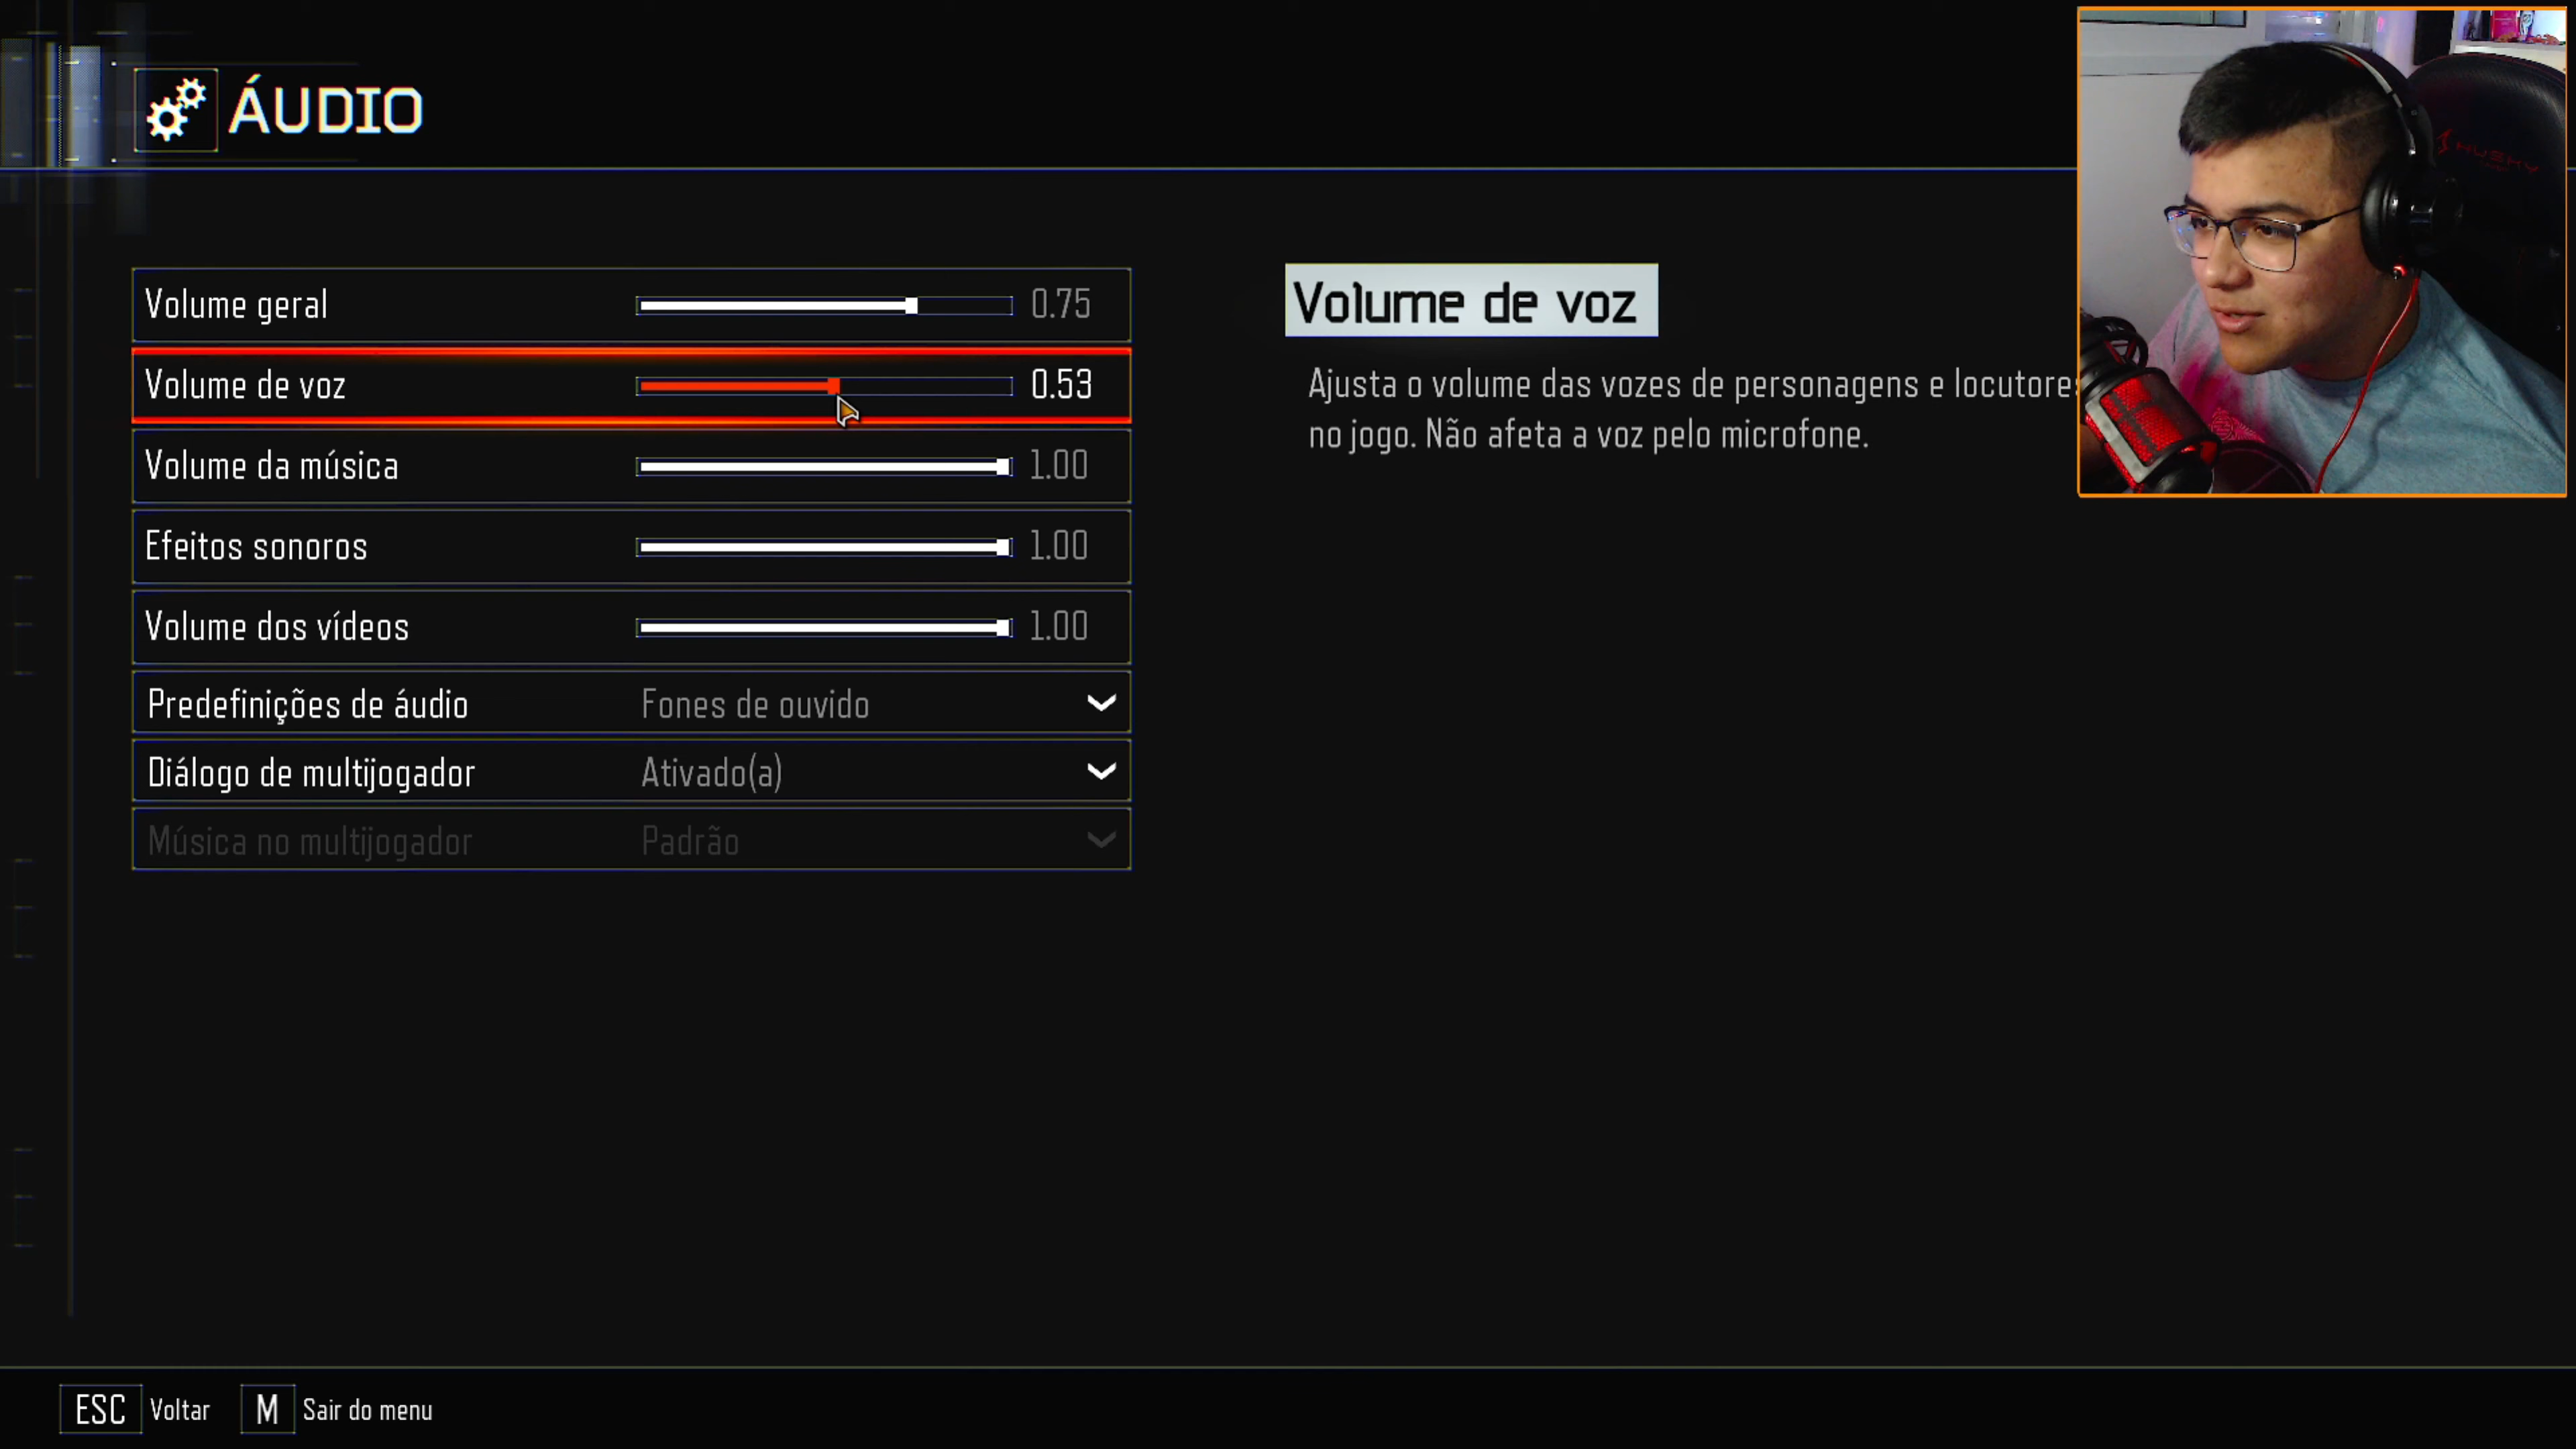 ÁUDIO
Volume geral 0.75
Volume de voz 0.53
Volume da música 1.00
Efeitos sonoros 1.00
Volume dos vídeos 1.00
Predefinições de áudio Fones de ouvido
Diálogo de multijogador Ativado(a)
Música no multijogador Padrão
Volume de voz
Ajusta o volume das vozes de personagens e locutores
no jogo. Não afeta a voz pelo microfone.
HUSKY
ESC Voltar M Sair do menu